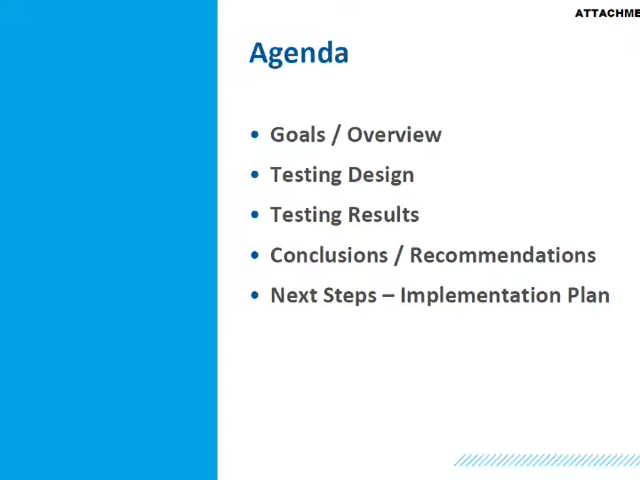 ATTACHME
Agenda
• Goals / Overview
• Testing Design
• Testing Results
• Conclusions / Recommendations
• Next Steps – Implementation Plan